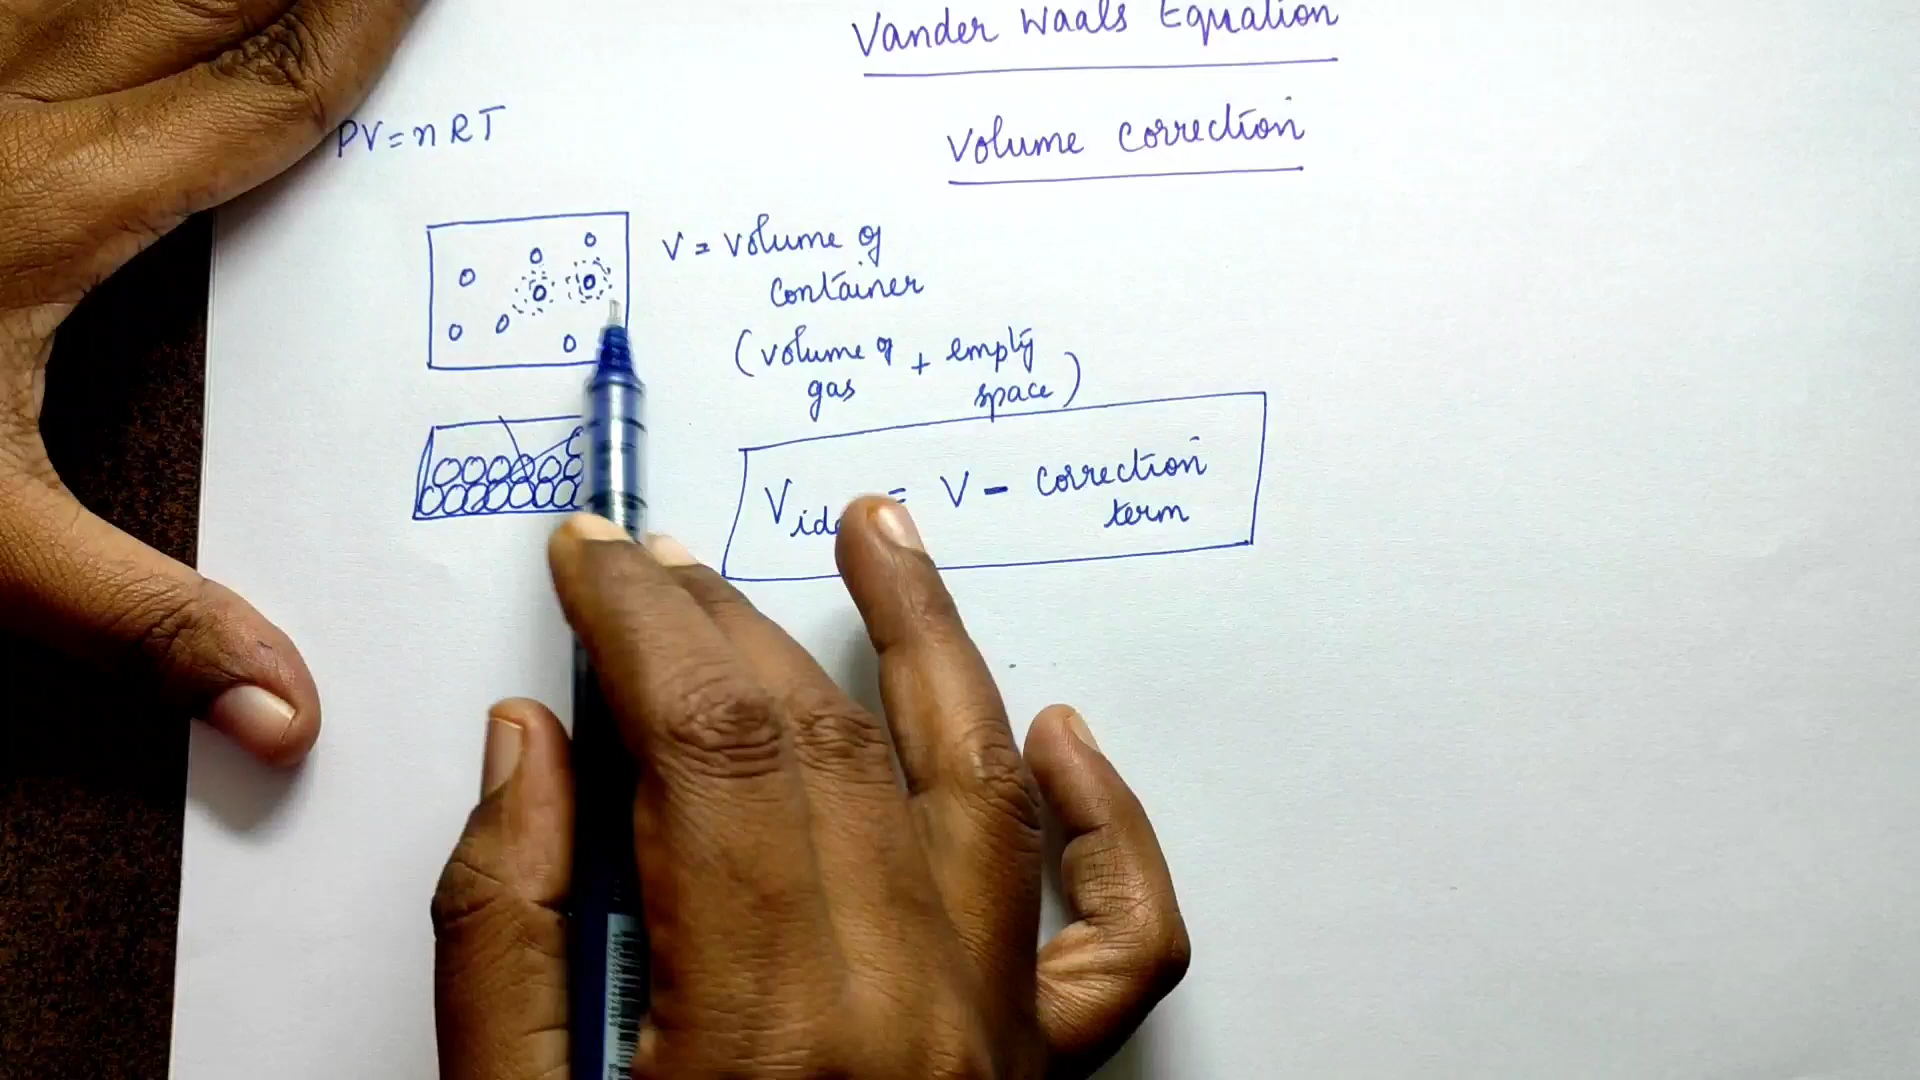 Vander Waals Equation
Volume correction
PV = nRT
V = Volume of
container
(volume of + empty
gas space)
= V - correction
term